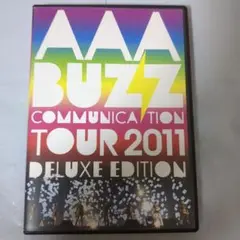 AAA
BUZZ
COMMUNICATION
TOUR 2011
DELUXE EDITION